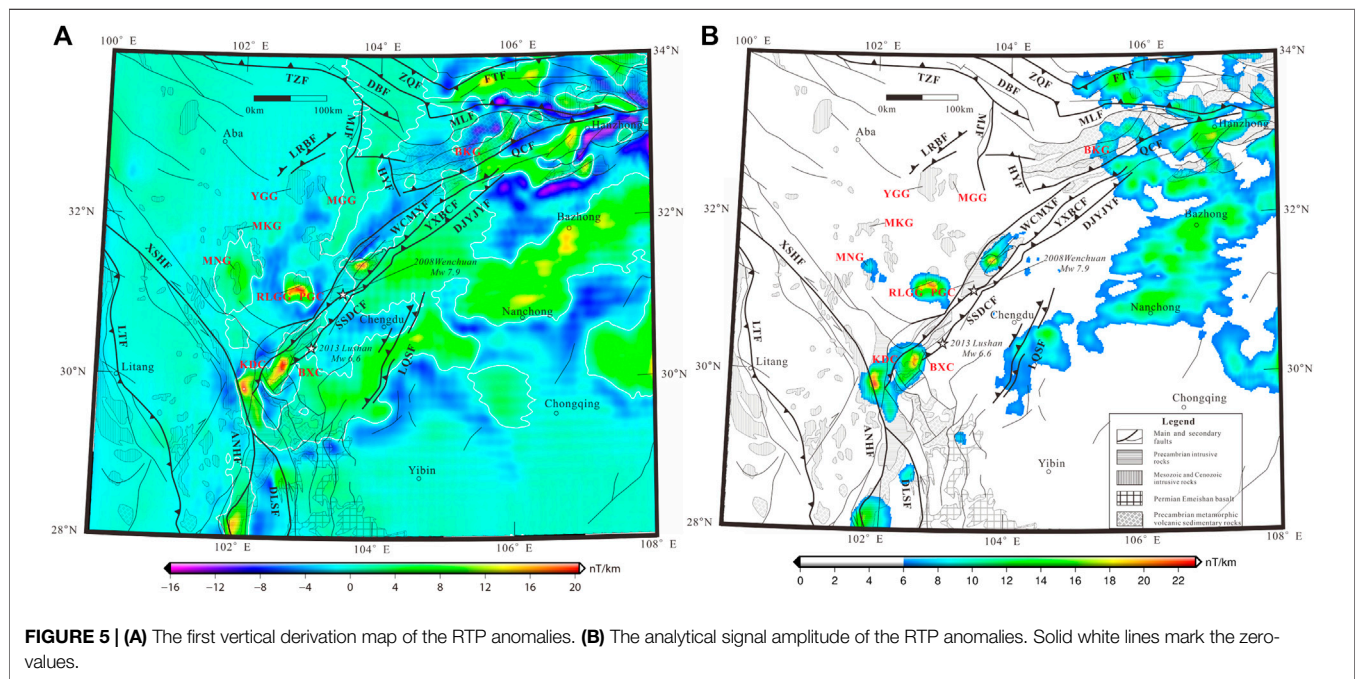 A
100° E
102° E
104° E
106° E
34° N
TZF
DBF
ZQF
FTF
0km
100km
MLF
MJF
Hanzhong
Aba
LRBF
BKG
QCF
HYF
YGG
MGG
32°N
WCMXF
YXBCF
DJYJYF
Bazhong
MKG
XSHF
MNG
2008Wenchuan
Mw 7.9
RLGG
PGC
SSDCF
Nanchong
Chengdu
LTF
2013 Lushan
Mw 6.6
LQSF
KDC
BXC
Litang
30°N
Chongqing
ANHF
Yibin
DLSF
28°N
102° E
104° E
106° E
108° E
−16
−12
−8
−4
0
4
8
12
16
20
nT/km
B
100° E
102° E
104° E
106° E
34°N
TZF
DBF
ZQF
FTF
0km
100km
MLF
MJF
Hanzhong
Aba
LRBF
BKG
QCF
HYF
YGG
MGG
32°N
WCMXF
YXBCF
DJYJYF
Bazhong
MKG
XSHF
MNG
2008Wenchuan
Mw 7.9
RLGG
PGC
SSDCF
Nanchong
Chengdu
LTF
2013 Lushan
Mw 6.6
LQSF
KDC
BXC
Litang
30°N
Chongqing
ANHF
Yibin
DLSF
Legend
Main and secondary
faults
Precambrian intrusive
rocks
Mesozoic and Cenozoic
intrusive rocks
Permian Emeishan basalt
Precambrian metamorphic
volcanic sedimentary rocks
28°N
102° E
104° E
106° E
108° E
0
2
4
6
8
10
12
14
16
18
20
22
nT/km
FIGURE 5 | (A) The first vertical derivation map of the RTP anomalies. (B) The analytical signal amplitude of the RTP anomalies. Solid white lines mark the zero-
values.